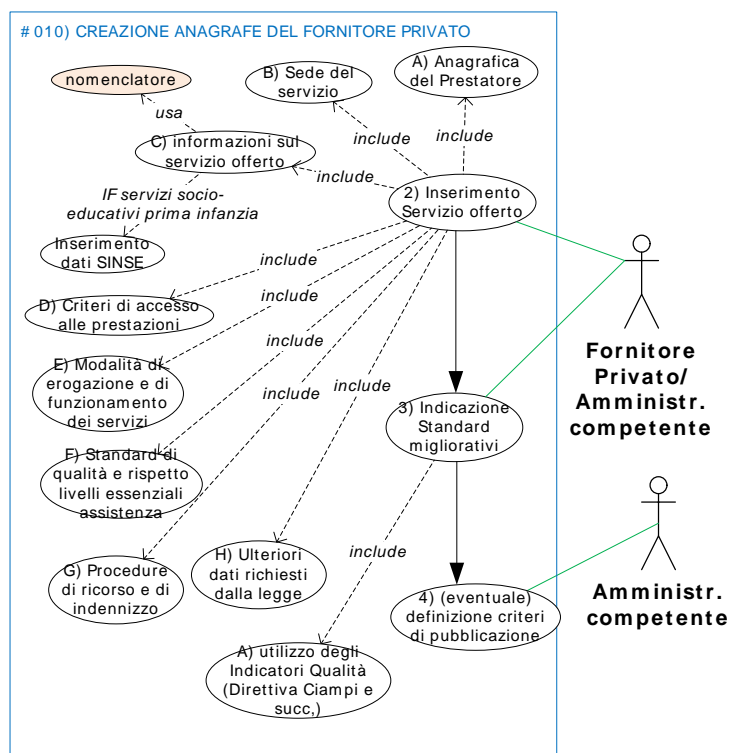 # 010) CREAZIONE ANAGRAFE DEL FORNITORE PRIVATO
nomenclatore
B) Sede del
servizio
A) Anagrafica
del Prestatore
usa
include
include
C) informazioni sul
servizio offerto
include
2) Inserimento
Servizio offerto
IF servizi socio-
educativi prima infanzia
Inserimento
dati SINSE
include
D) Criteri di accesso
alle prestazioni
include
E) Modalità di
erogazione e di
funzionamento
dei servizi
include
include
include
Fornitore
Privato/
Amministr.
competente
3) Indicazione
Standard
migliorativi
F) Standard di
qualità e rispetto
livelli essenziali
assistenza
include
G) Procedure
di ricorso e di
indennizzo
H) Ulteriori
dati richiesti
dalla legge
4) (eventuale)
definizione criteri
di pubblicazione
Amministr.
competente
A) utilizzo degli
Indicatori Qualità
(Direttiva Ciampi e
succ,)